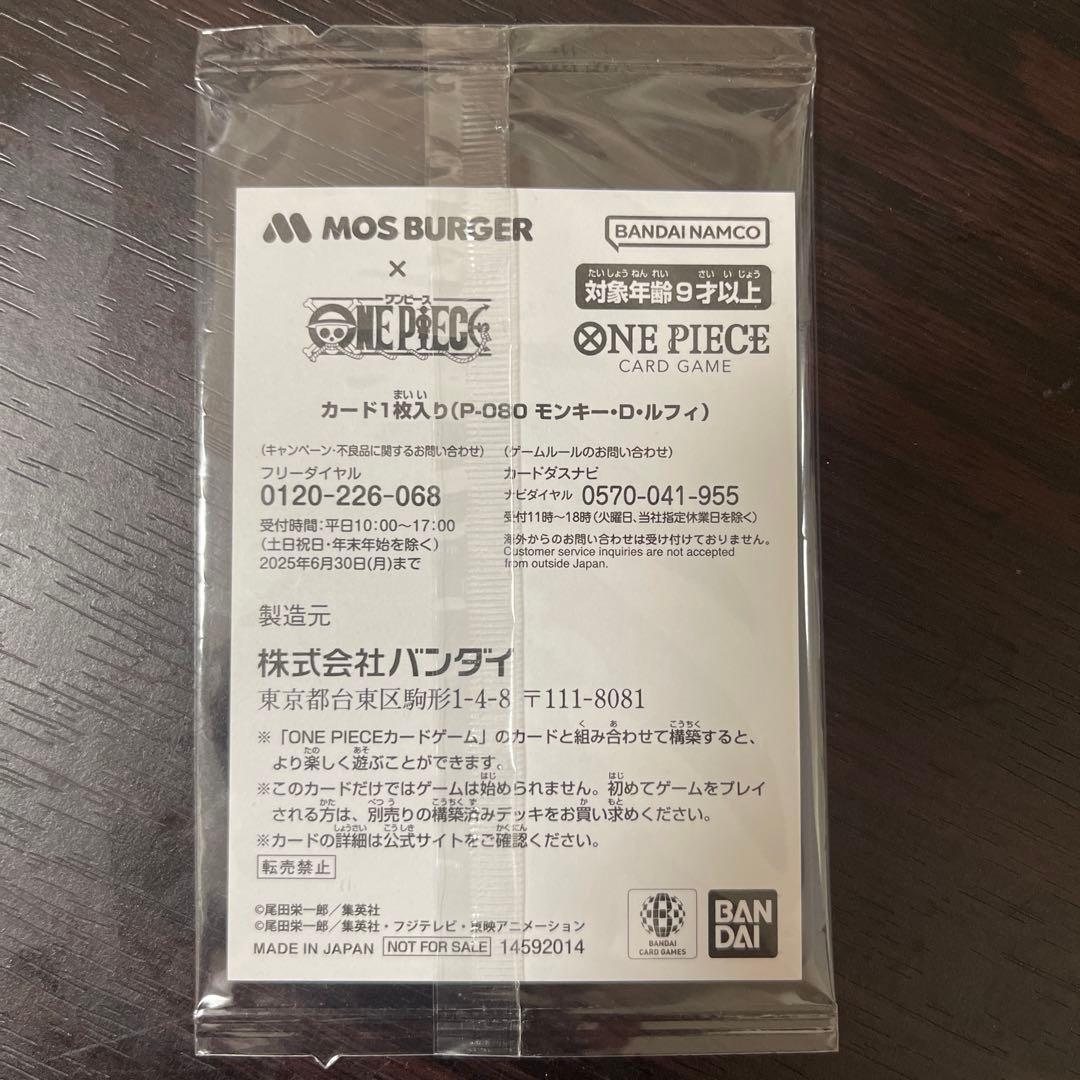 MOS BURGER
×
ワンピース
ONE PIECE
BANDAI NAMCO
たいしょうねんれい さいいじょう
対象年齢9才以上
ONE PIECE
CARD GAME
まいい
カード1枚入り(P-080 モンキー・D・ルフィ)
(キャンペーン・不良品に関するお問い合わせ)
フリーダイヤル
0120-226-068
受付時間:平日10:00〜17:00
(土日祝日・年末年始を除く)
2025年6月30日(月)まで
(ゲームルールのお問い合わせ)
カードダスナビ
ナビダイヤル 0570-041-955
受付11時〜18時(火曜日、当社指定休業日を除く)
海外からのお問い合わせは受け付けておりません。
Customer service inquiries are not accepted
from outside Japan.
製造元
株式会社バンダイ
東京都台東区駒形1-4-8 〒111-8081
く あ こうちく
※「ONE PIECEカードゲーム」のカードと組み合わせて構築すると、
たの あそ
より楽しく遊ぶことができます。
はじ はじ
※このカードだけではゲームは始められません。初めてゲームをプレイ
かた べつう こうちくず か もと
される方は、別売りの構築済みデッキをお買い求めください。
しょうさい こうしき かくにん
※カードの詳細は公式サイトをご確認ください。
転売禁止
©尾田栄一郎/集英社
©尾田栄一郎/集英社・フジテレビ・東映アニメーション
MADE IN JAPAN NOT FOR SALE 14592014
B
BANDAI
CARD GAMES
BAN
DAI